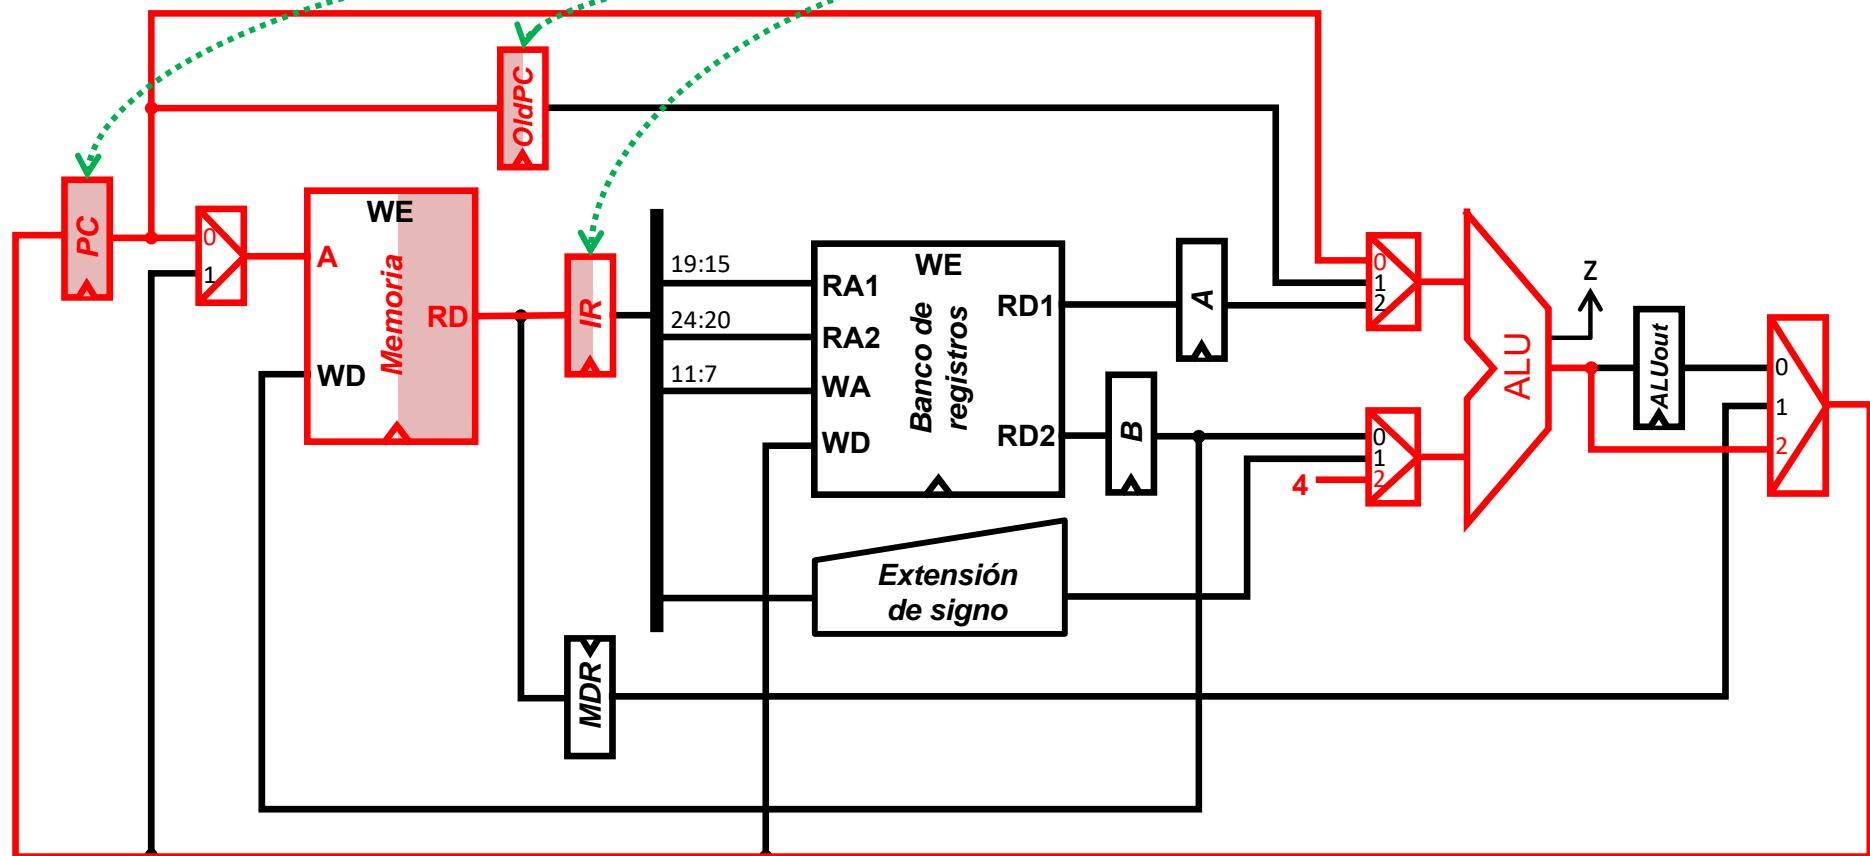 OldPC
PC
0
1
A
WE
Memoria
RD
WD
IR
19:15
24:20
11:7
RA1
RA2
WA
WD
WE
Banco de
registros
RD1
RD2
A
B
0
1
2
0
1
2
4
ALU
Z
ALUout
0
1
2
Extensión
de signo
MDR